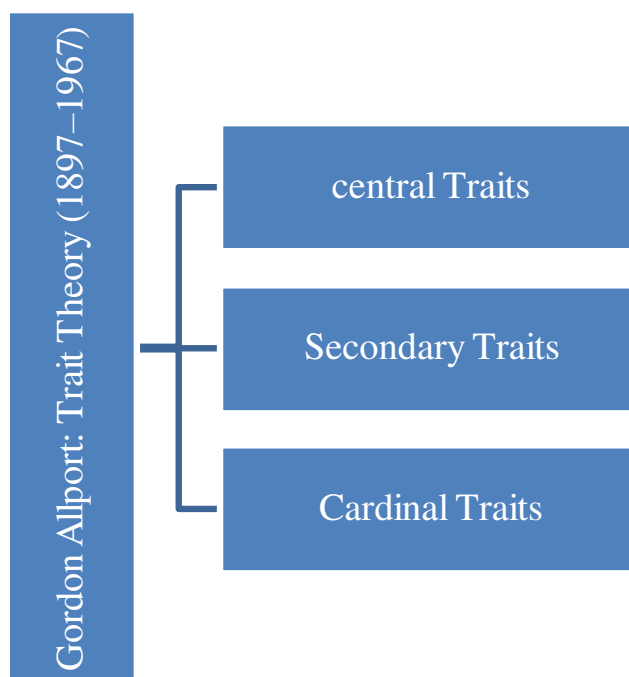 Gordon Allport: Trait Theory (1897–1967)
central Traits
Secondary Traits
Cardinal Traits